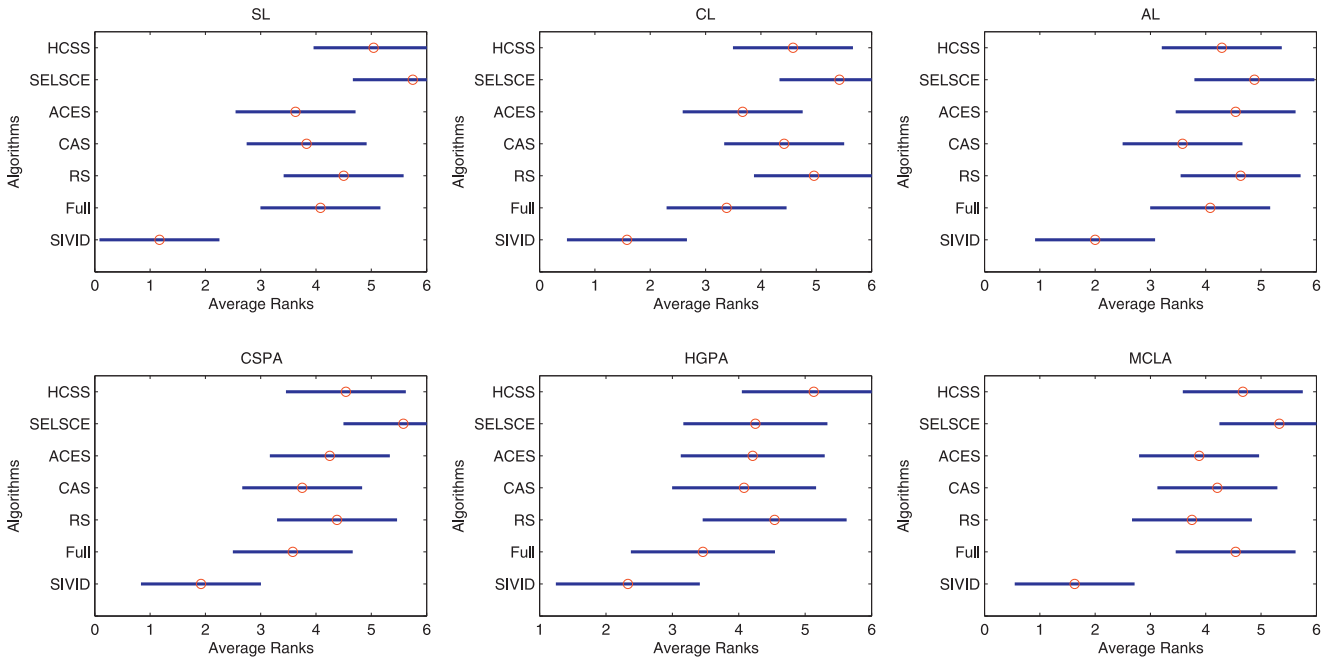 SL
HCSS
SELSCE
ACES
CAS
RS
Full
SIVID
Algorithms
0 1 2 3 4 5 6
Average Ranks
CL
HCSS
SELSCE
ACES
CAS
RS
Full
SIVID
Algorithms
0 1 2 3 4 5 6
Average Ranks
AL
HCSS
SELSCE
ACES
CAS
RS
Full
SIVID
Algorithms
0 1 2 3 4 5 6
Average Ranks
CSPA
HCSS
SELSCE
ACES
CAS
RS
Full
SIVID
Algorithms
0 1 2 3 4 5 6
Average Ranks
HGPA
HCSS
SELSCE
ACES
CAS
RS
Full
SIVID
Algorithms
1 2 3 4 5 6
Average Ranks
MCLA
HCSS
SELSCE
ACES
CAS
RS
Full
SIVID
Algorithms
0 1 2 3 4 5 6
Average Ranks